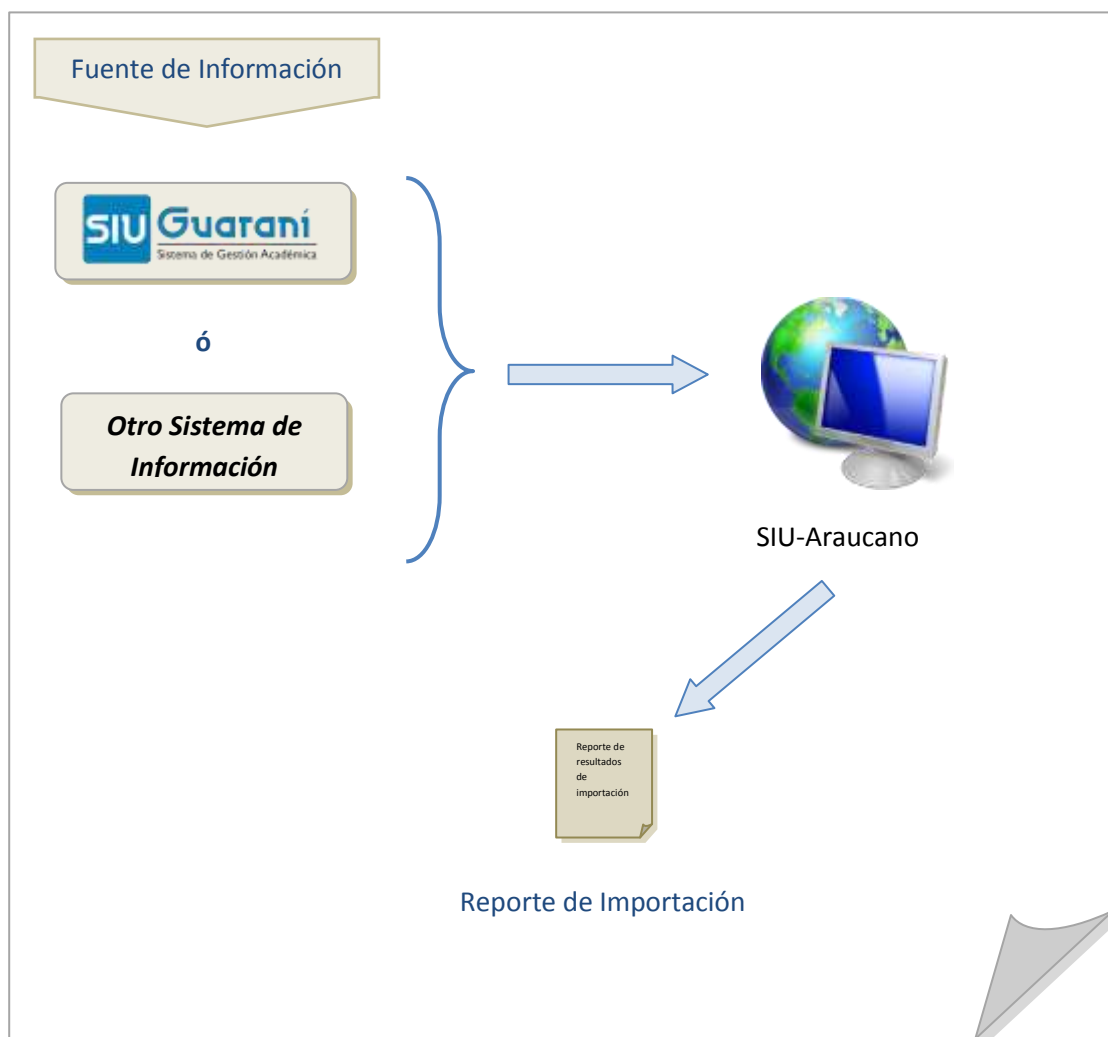 Fuente de Información
SIU Guaraní
Sistema de Gestión Académica
ó
Otro Sistema de
Información
SIU-Araucano
Reporte de
resultados
de
importación
Reporte de Importación